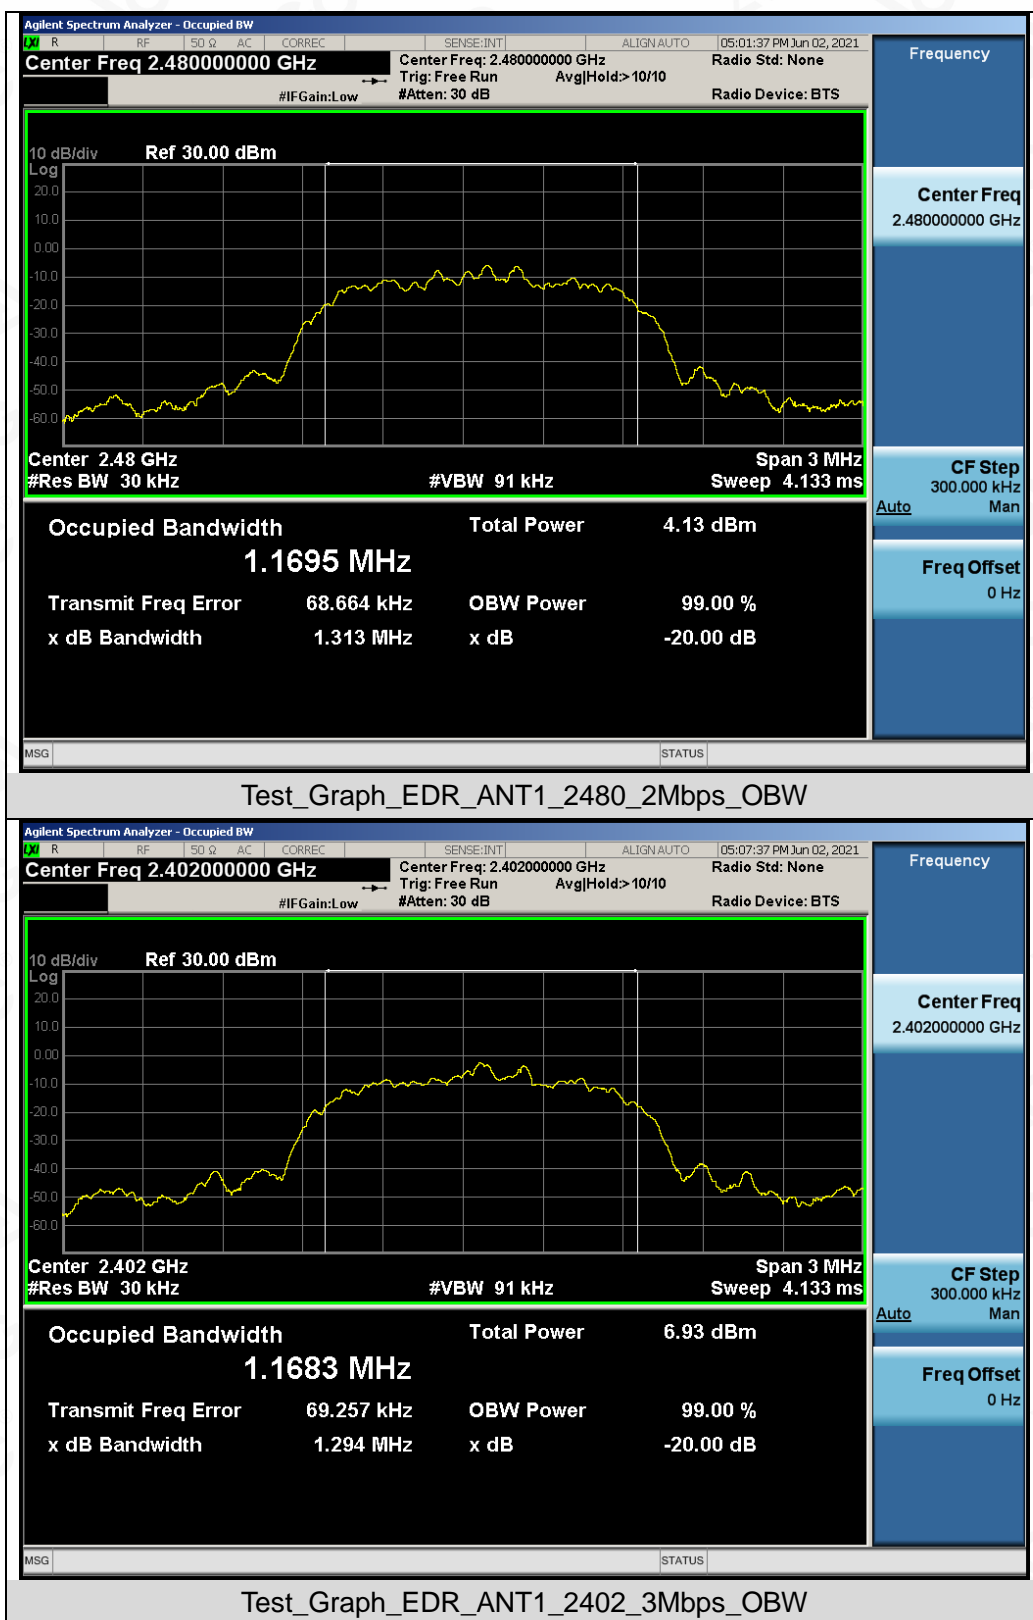 Agilent Spectrum Analyzer - Occupied BW
LXI R RF 50 Ω AC CORREC SENSE:INT ALIGN AUTO 05:01:37 PM Jun 02, 2021
Center Freq 2.480000000 GHz
Center Freq: 2.480000000 GHz
Radio Std: None
Trig: Free Run Avg|Hold:>10/10
#IFGain:Low
#Atten: 30 dB
Radio Device: BTS
Frequency
10 dB/div Ref 30.00 dBm
Log
20.0
10.0
0.00
-10.0
-20.0
-30.0
-40.0
-50.0
-60.0
Center 2.48 GHz Span 3 MHz
#Res BW 30 kHz #VBW 91 kHz Sweep 4.133 ms
Center Freq
2.480000000 GHz
CF Step
300.000 kHz
Auto Man
Freq Offset
0 Hz
Occupied Bandwidth Total Power 4.13 dBm
1.1695 MHz
Transmit Freq Error 68.664 kHz OBW Power 99.00 %
x dB Bandwidth 1.313 MHz x dB -20.00 dB
MSG STATUS
Test_Graph_EDR_ANT1_2480_2Mbps_OBW
Agilent Spectrum Analyzer - Occupied BW
LXI R RF 50 Ω AC CORREC SENSE:INT ALIGN AUTO 05:07:37 PM Jun 02, 2021
Center Freq 2.402000000 GHz
Center Freq: 2.402000000 GHz
Radio Std: None
Trig: Free Run Avg|Hold:>10/10
#IFGain:Low
#Atten: 30 dB
Radio Device: BTS
Frequency
10 dB/div Ref 30.00 dBm
Log
20.0
10.0
0.00
-10.0
-20.0
-30.0
-40.0
-50.0
-60.0
Center 2.402 GHz Span 3 MHz
#Res BW 30 kHz #VBW 91 kHz Sweep 4.133 ms
Center Freq
2.402000000 GHz
CF Step
300.000 kHz
Auto Man
Freq Offset
0 Hz
Occupied Bandwidth Total Power 6.93 dBm
1.1683 MHz
Transmit Freq Error 69.257 kHz OBW Power 99.00 %
x dB Bandwidth 1.294 MHz x dB -20.00 dB
MSG STATUS
Test_Graph_EDR_ANT1_2402_3Mbps_OBW